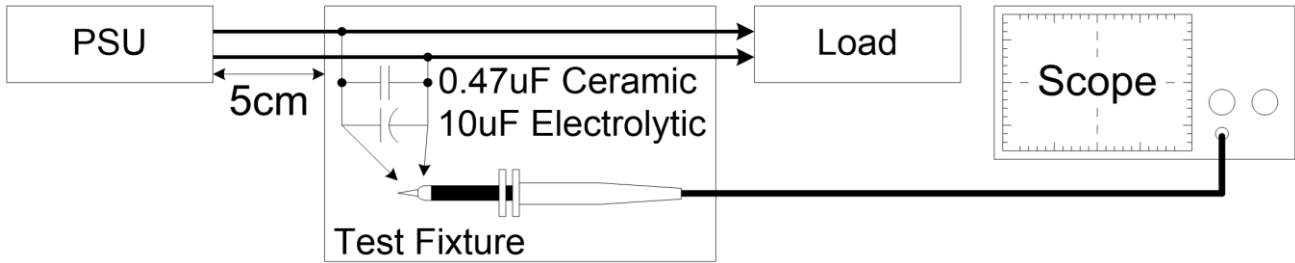 PSU
5cm
0.47uF Ceramic
10uF Electrolytic
Test Fixture
Load
Scope